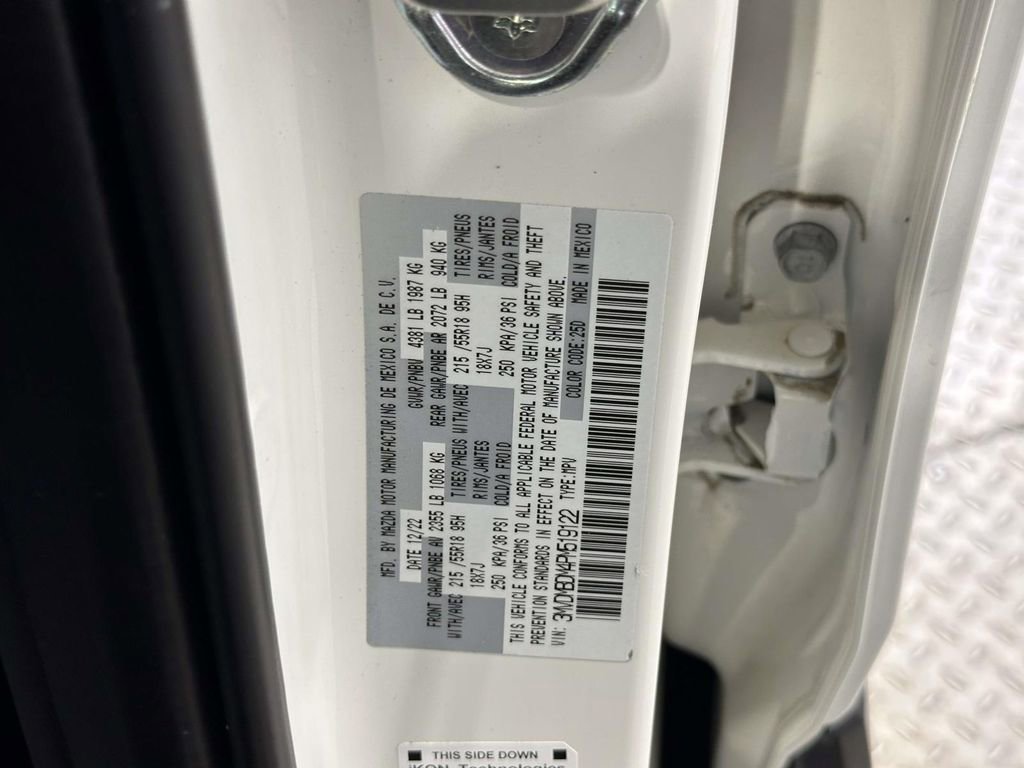 MFD. BY MAZDA MOTOR MANUFACTURING DE MEXICO S.A. DE C.V.
DATE 12/22 GVWR/PNBV 4381 LB 1987 KG
FRONT GAWR/PNBE AV 2355 LB 1068 KG REAR GAWR/PNBE AR 2072 LB 940 KG
WITH/AVEC 215 /55R18 95H TIRES/PNEUS WITH/AVEC 215 /55R18 95H TIRES/PNEUS
18X7J RIMS/JANTES 18X7J RIMS/JANTES
250 KPA/36 PSI COLD/A FROID 250 KPA/36 PSI COLD/A FROID
THIS VEHICLE CONFORMS TO ALL APPLICABLE FEDERAL MOTOR VEHICLE SAFETY AND THEFT
PREVENTION STANDARDS IN EFFECT ON THE DATE OF MANUFACTURE SHOWN ABOVE.
VIN: TYPE:MPV COLOR CODE:25D MADE IN MEXICO
THIS SIDE DOWN
iKON Technologies